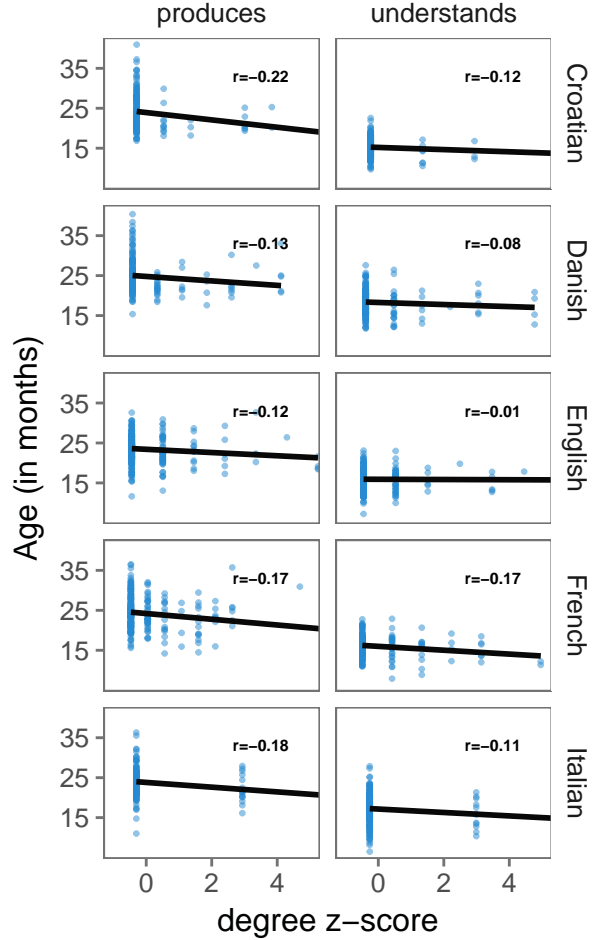 produces understands
35 r=−0.22 r=−0.12 Croatian
25
15
35 r=−0.13 r=−0.08 Danish
25
15
35 r=−0.12 r=−0.01 English
25
15
35 r=−0.17 r=−0.17 French
25
15
35 r=−0.18 r=−0.11 Italian
25
15
Age (in months)
0 2 4 0 2 4
degree z−score